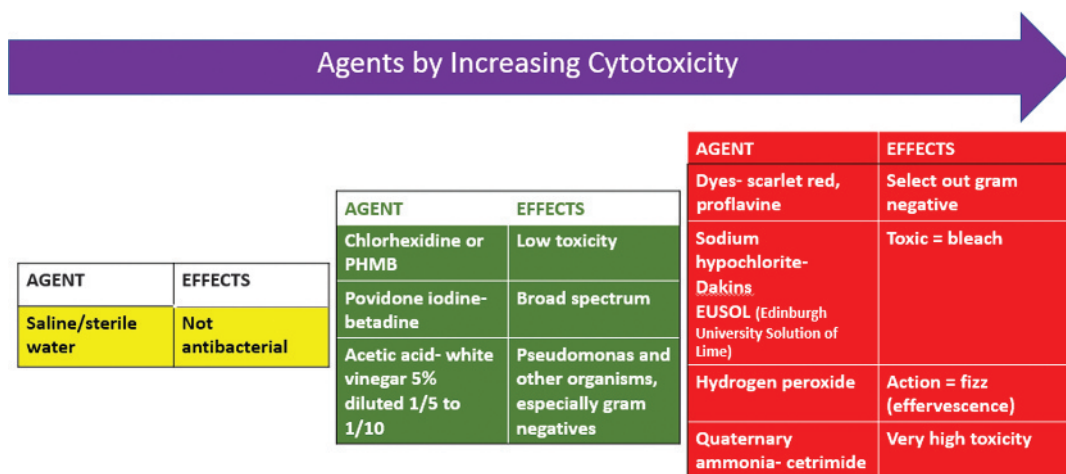 Agents by Increasing Cytotoxicity
AGENT EFFECTS
Saline/sterile Not
water antibacterial
AGENT EFFECTS
Chlorhexidine or Low toxicity
PHMB
Povidone iodine- Broad spectrum
betadine
Acetic acid- white Pseudomonas and
vinegar 5% other organisms,
diluted 1/5 to especially gram
1/10 negatives
AGENT EFFECTS
Dyes- scarlet red, Select out gram
proflavine negative
Sodium Toxic = bleach
hypochlorite-
Dakins
EUSOL (Edinburgh
University Solution of
Lime)
Hydrogen peroxide Action = fizz
(effervescence)
Quaternary Very high toxicity
ammonia- cetrimide